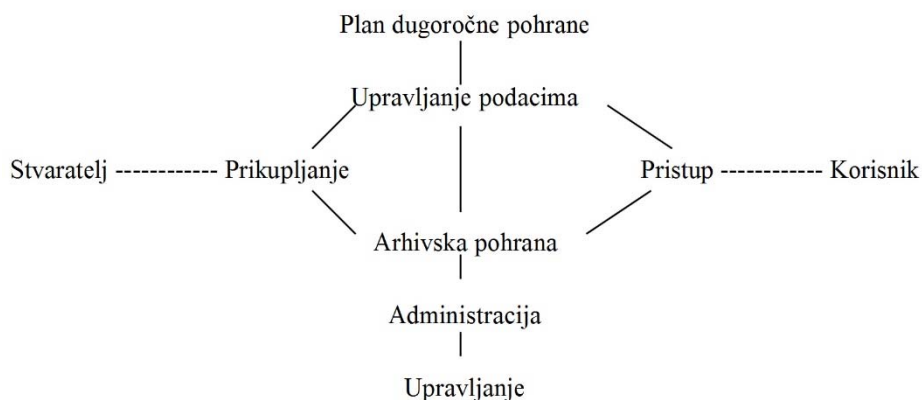 Plan dugoročne pohrane
Upravljanje podacima
Stvaratelj ------------ Prikupljanje Pristup ------------ Korisnik
Arhivska pohrana
Administracija
Upravljanje